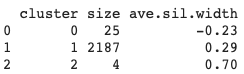 cluster size ave.sil.width
0 0 25 -0.23
1 1 2187 0.29
2 2 4 0.70